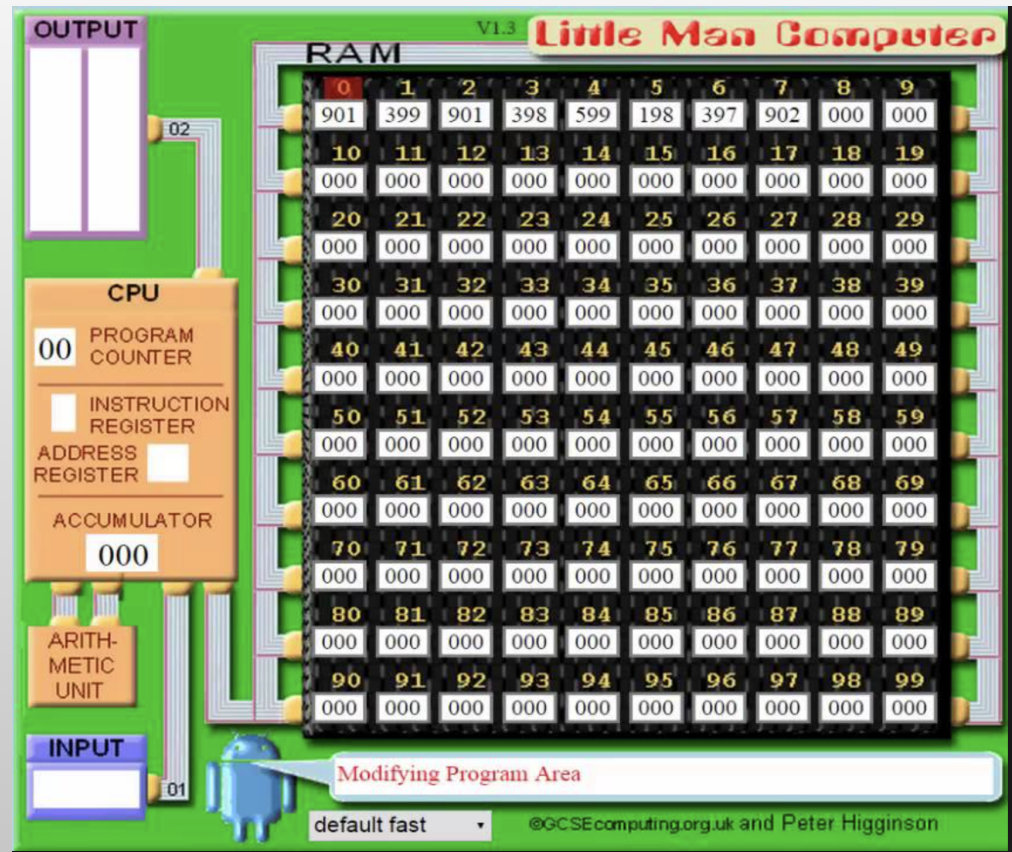 OUTPUT
V1.3
Little Man Computer
RAM
0 1 2 3 4 5 6 7 8 9
901 399 901 398 599 198 397 902 000 000
02
10 11 12 13 14 15 16 17 18 19
000 000 000 000 000 000 000 000 000 000
20 21 22 23 24 25 26 27 28 29
000 000 000 000 000 000 000 000 000 000
CPU
00 PROGRAM
COUNTER
INSTRUCTION
REGISTER
ADDRESS
REGISTER
ACCUMULATOR
000
30 31 32 33 34 35 36 37 38 39
000 000 000 000 000 000 000 000 000 000
40 41 42 43 44 45 46 47 48 49
000 000 000 000 000 000 000 000 000 000
50 51 52 53 54 55 56 57 58 59
000 000 000 000 000 000 000 000 000 000
60 61 62 63 64 65 66 67 68 69
000 000 000 000 000 000 000 000 000 000
70 71 72 73 74 75 76 77 78 79
000 000 000 000 000 000 000 000 000 000
80 81 82 83 84 85 86 87 88 89
000 000 000 000 000 000 000 000 000 000
90 91 92 93 94 95 96 97 98 99
000 000 000 000 000 000 000 000 000 000
ARITH-
METIC
UNIT
INPUT
01
Modifying Program Area
default fast
©GCSEcomputing.org.uk and Peter Higginson